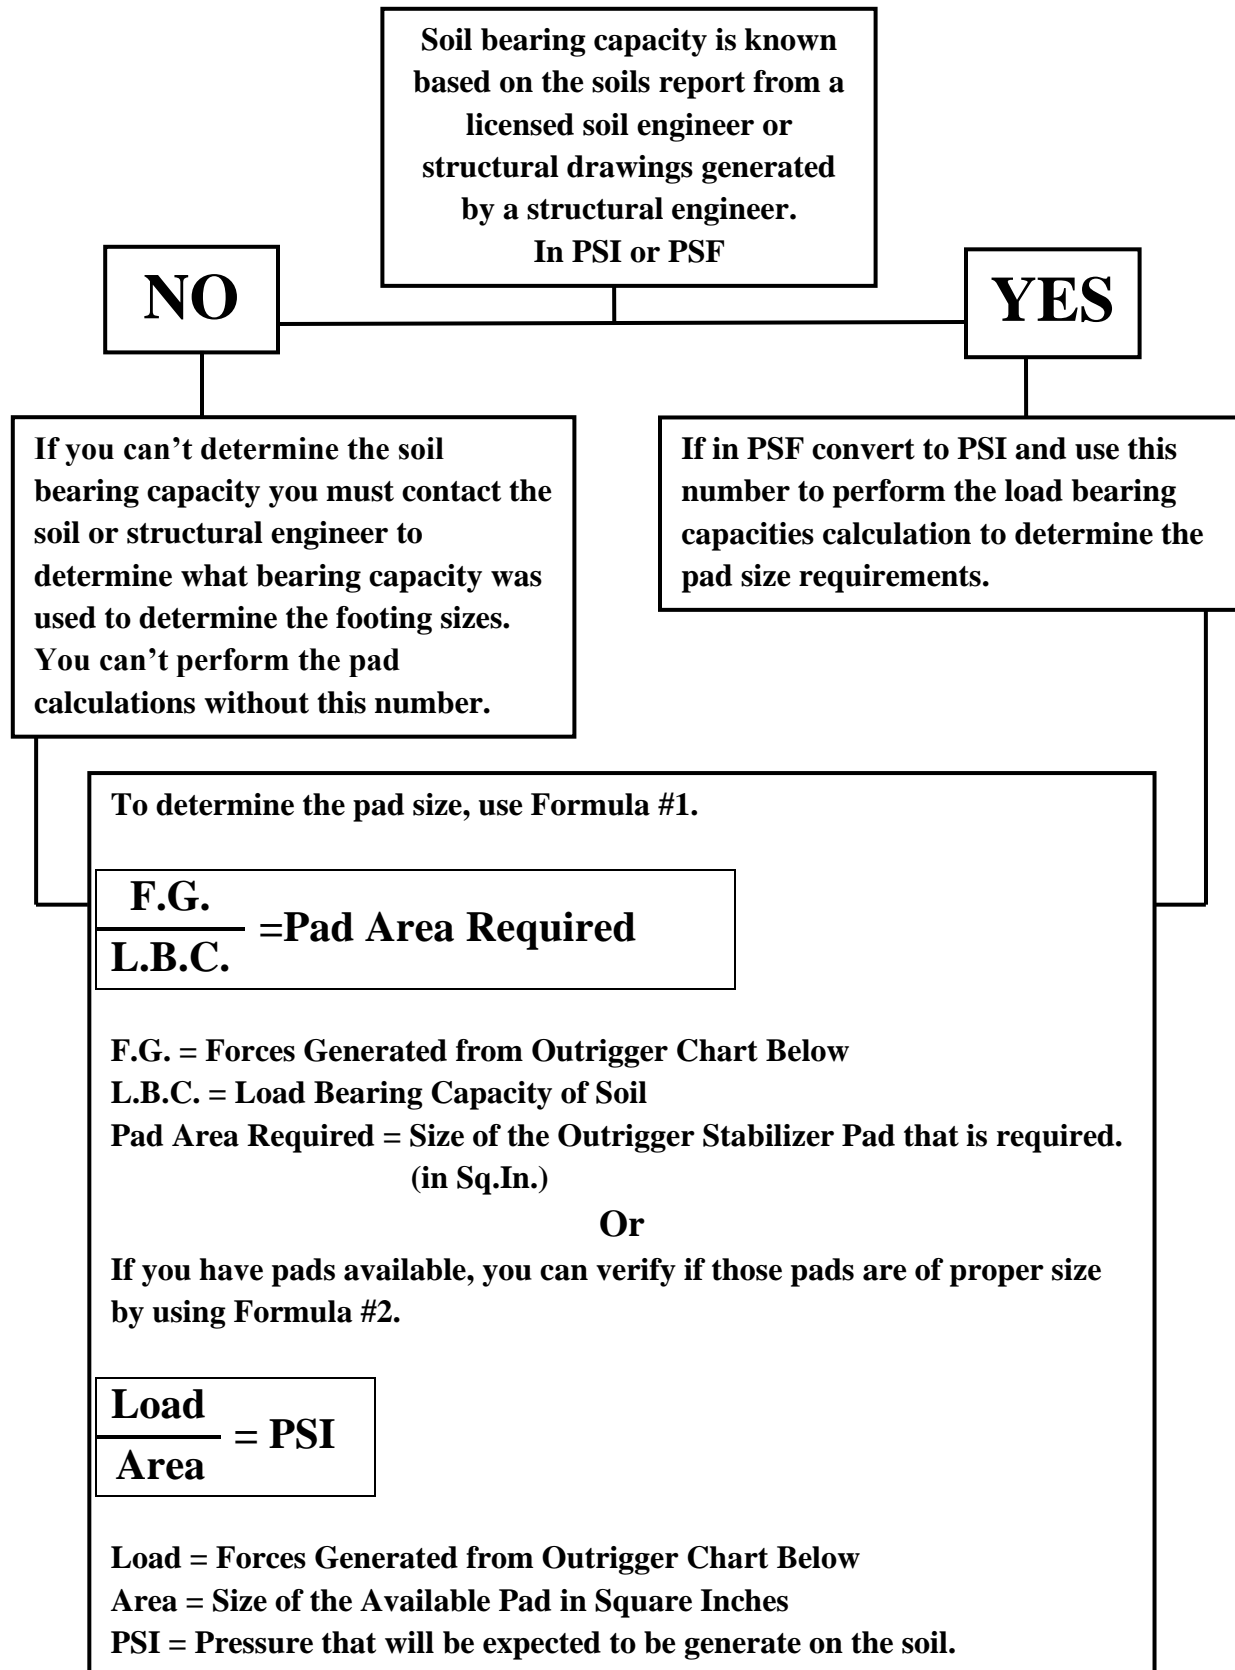 Soil bearing capacity is known
based on the soils report from a
licensed soil engineer or
structural drawings generated
by a structural engineer.
In PSI or PSF
NO
YES
If you can’t determine the soil
bearing capacity you must contact the
soil or structural engineer to
determine what bearing capacity was
used to determine the footing sizes.
You can’t perform the pad
calculations without this number.
If in PSF convert to PSI and use this
number to perform the load bearing
capacities calculation to determine the
pad size requirements.
To determine the pad size, use Formula #1.
F.G.
L.B.C.
=Pad Area Required
F.G. = Forces Generated from Outrigger Chart Below
L.B.C. = Load Bearing Capacity of Soil
Pad Area Required = Size of the Outrigger Stabilizer Pad that is required.
(in Sq.In.)
Or
If you have pads available, you can verify if those pads are of proper size
by using Formula #2.
Load
Area
= PSI
Load = Forces Generated from Outrigger Chart Below
Area = Size of the Available Pad in Square Inches
PSI = Pressure that will be expected to be generate on the soil.